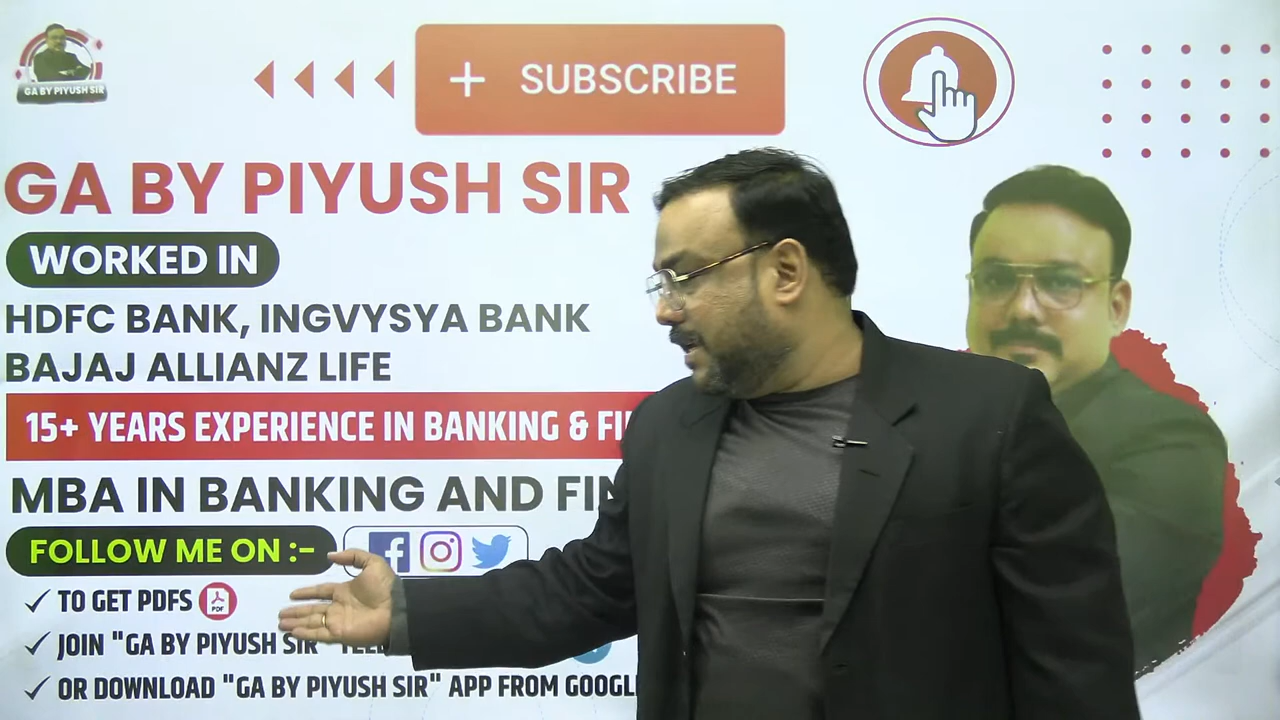 GA BY PIYUSH SIR
+ SUBSCRIBE
GA BY PIYUSH SIR
WORKED IN
HDFC BANK, INGVYSYA BANK
BAJAJ ALLIANZ LIFE
15+ YEARS EXPERIENCE IN BANKING &
MBA IN BANKING AND
FOLLOW ME ON :-
✓ TO GET PDFS PDF
✓ JOIN "GA BY PIYUSH SIR"
✓ OR DOWNLOAD "GA BY PIYUSH SIR" APP FROM